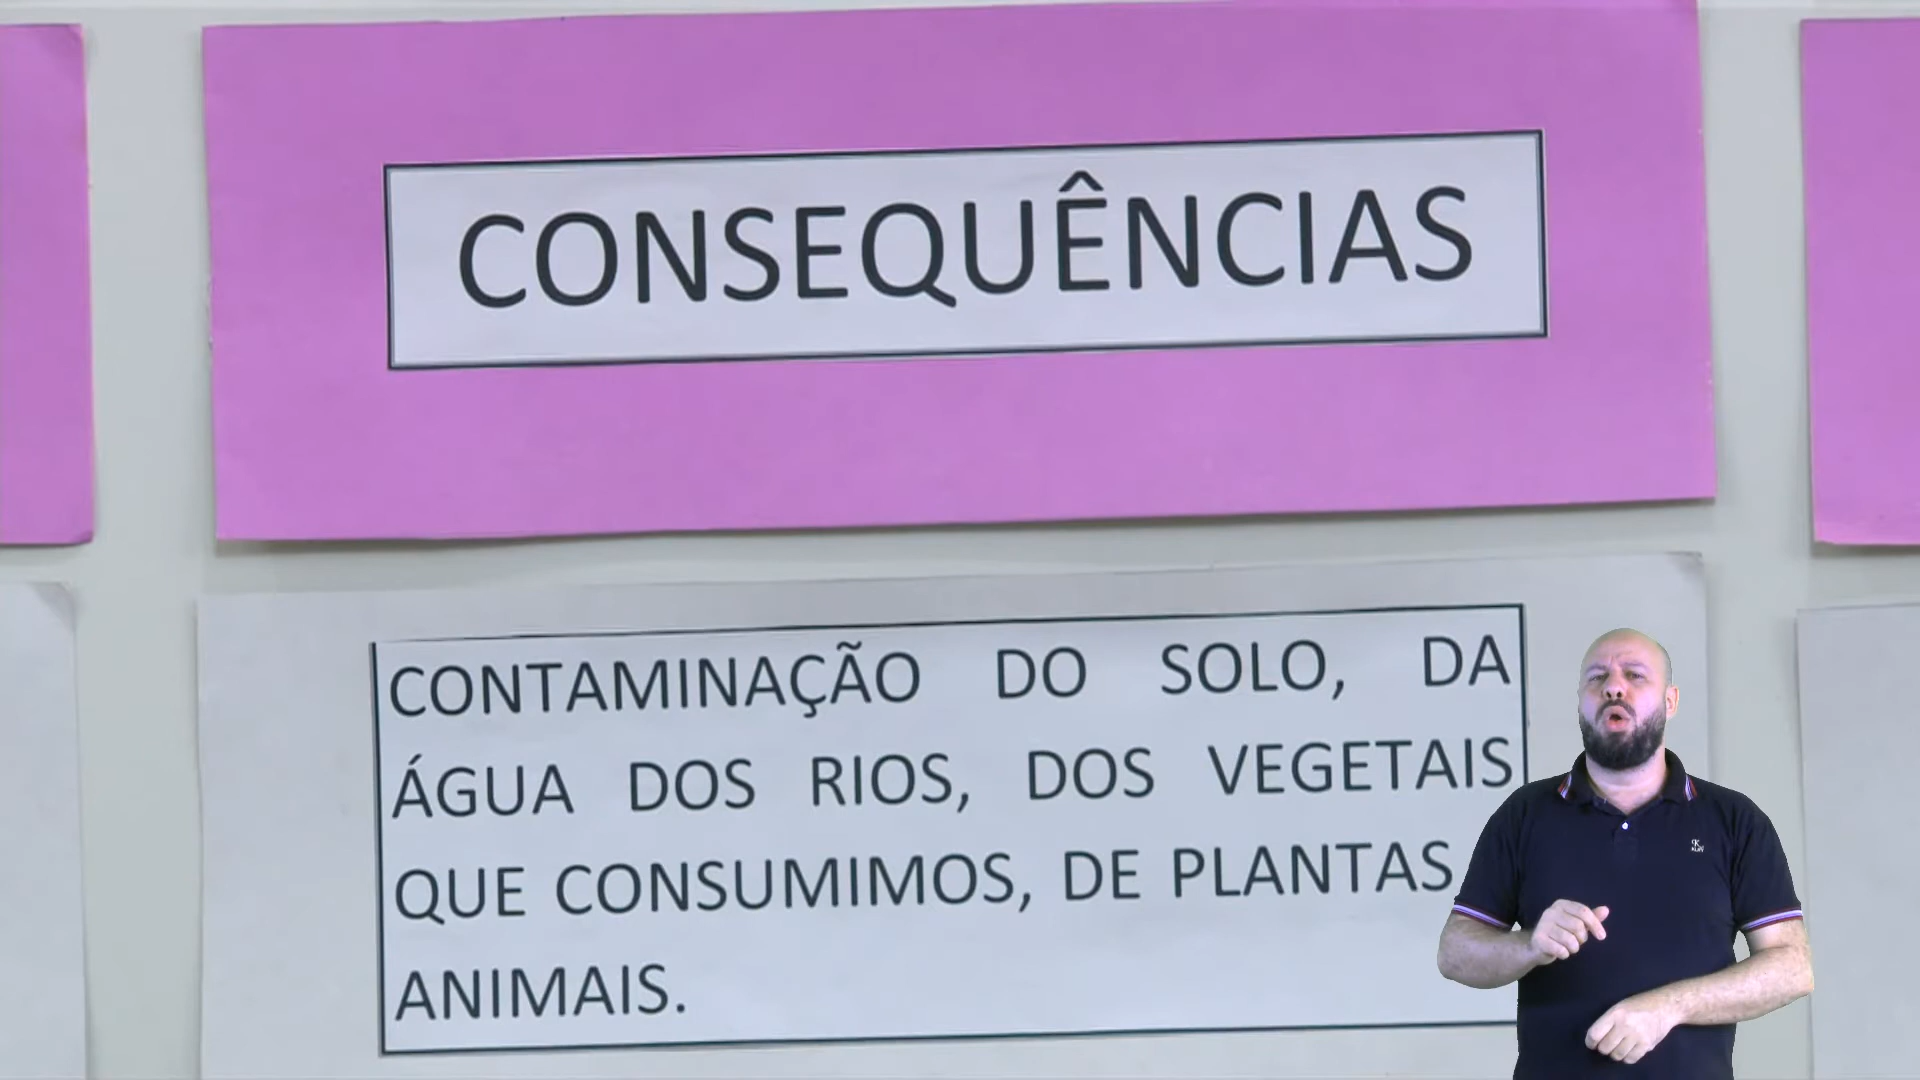 CONSEQUÊNCIAS
CONTAMINAÇÃO DO SOLO, DA
ÁGUA DOS RIOS, DOS VEGETAIS
QUE CONSUMIMOS, DE PLANTAS
ANIMAIS.